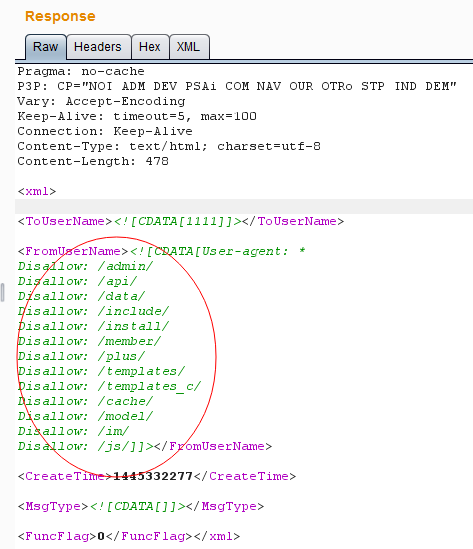 Response
Raw Headers Hex XML
Pragma: no-cache
P3P: CP="NOI ADM DEV PSAi COM NAV OUR OTRo STP IND DEM"
Vary: Accept-Encoding
Keep-Alive: timeout=5, max=100
Connection: Keep-Alive
Content-Type: text/html; charset=utf-8
Content-Length: 478
<xml>
<ToUserName><![CDATA[1111]]></ToUserName>
<FromUserName><![CDATA[User-agent: *
Disallow: /admin/
Disallow: /api/
Disallow: /data/
Disallow: /include/
Disallow: /install/
Disallow: /member/
Disallow: /plus/
Disallow: /templates/
Disallow: /templates_c/
Disallow: /cache/
Disallow: /model/
Disallow: /im/
Disallow: /js/]]></FromUserName>
<CreateTime>1445332277</CreateTime>
<MsgType><![CDATA[]]></MsgType>
<FuncFlag>0</FuncFlag></xml>